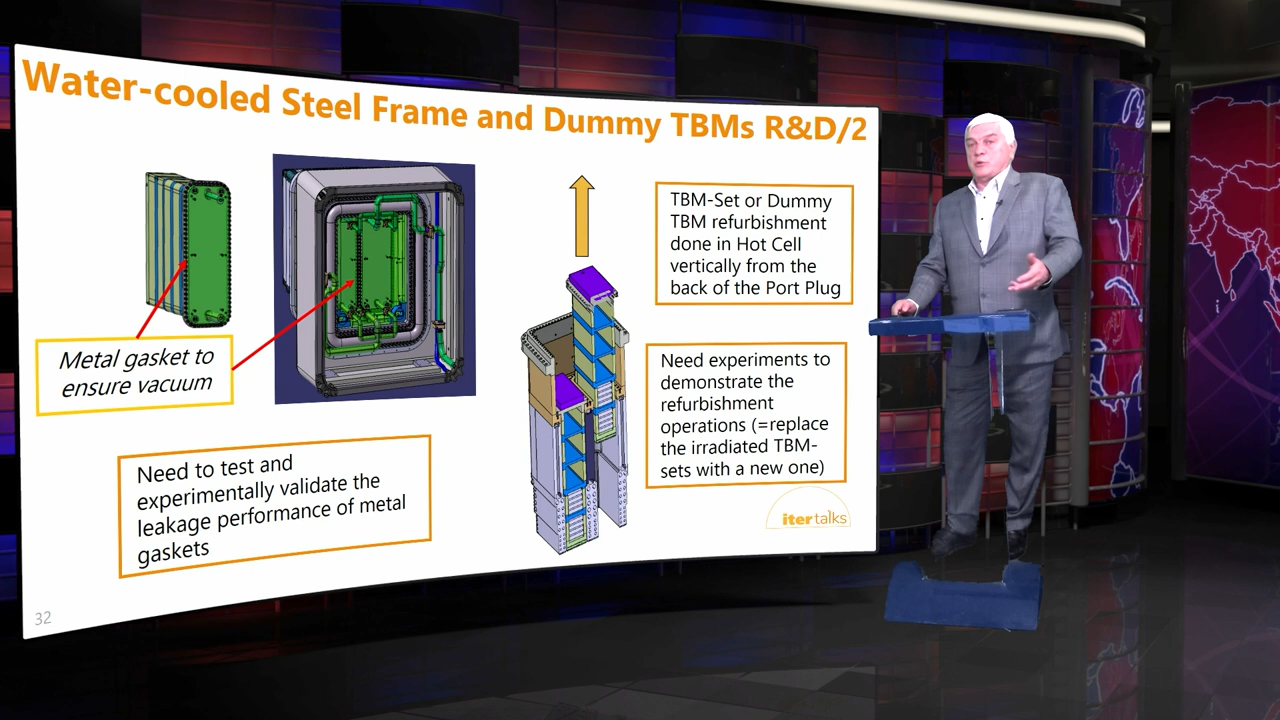 Water-cooled Steel Frame and Dummy TBMs R&D/2
TBM-Set or Dummy
TBM refurbishment
done in Hot Cell
vertically from the
back of the Port Plug
Metal gasket to
ensure vacuum
Need experiments to
demonstrate the
refurbishment
operations (=replace
the irradiated TBM-
sets with a new one)
Need to test and
experimentally validate the
leakage performance of metal
gaskets
iter talks
32